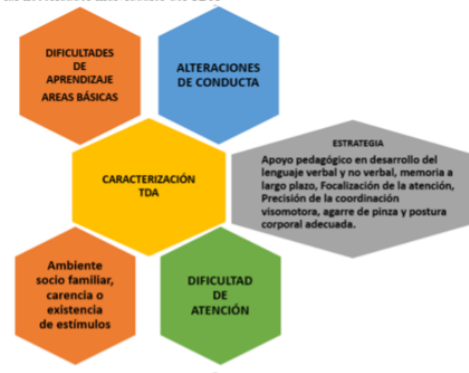 DIFICULTADES
DE
APRENDIZAJE
AREAS BÁSICAS
ALTERACIONES
DE CONDUCTA
CARACTERIZACIÓN
TDA
ESTRATEGIA
Apoyo pedagógico en desarrollo del
lenguaje verbal y no verbal, memoria a
largo plazo, Focalización de la atención,
Precisión de la coordinación
visomotora, agarre de pinza y postura
corporal adecuada.
Ambiente
socio familiar,
carencia o
existencia
de estímulos
DIFICULTAD
DE
ATENCIÓN